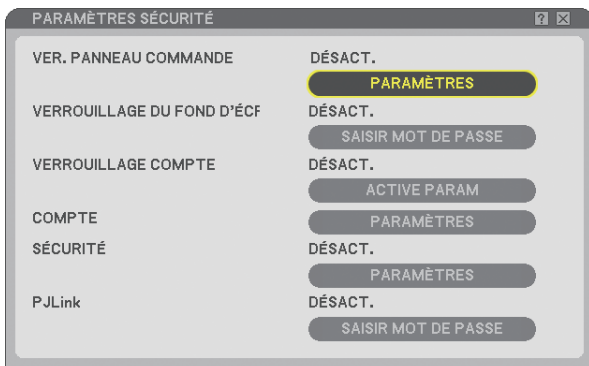 PARAMÈTRES SÉCURITÉ ? X
VER. PANNEAU COMMANDE DÉSACT.
PARAMÈTRES
VERROUILLAGE DU FOND D'ÉCF DÉSACT.
SAISIR MOT DE PASSE
VERROUILLAGE COMPTE DÉSACT.
ACTIVE PARAM
COMPTE PARAMÈTRES
SÉCURITÉ DÉSACT.
PARAMÈTRES
PJLink DÉSACT.
SAISIR MOT DE PASSE